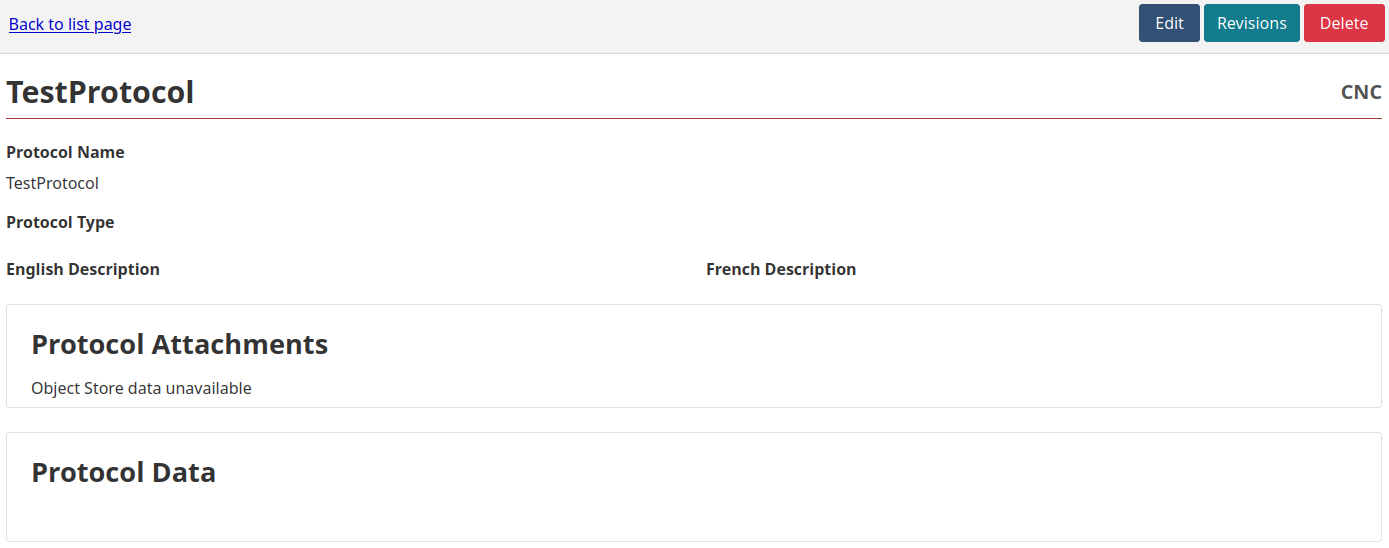 Back to list page
Edit
Revisions
Delete
TestProtocol
CNC
Protocol Name
TestProtocol
Protocol Type
English Description
French Description
Protocol Attachments
Object Store data unavailable
Protocol Data